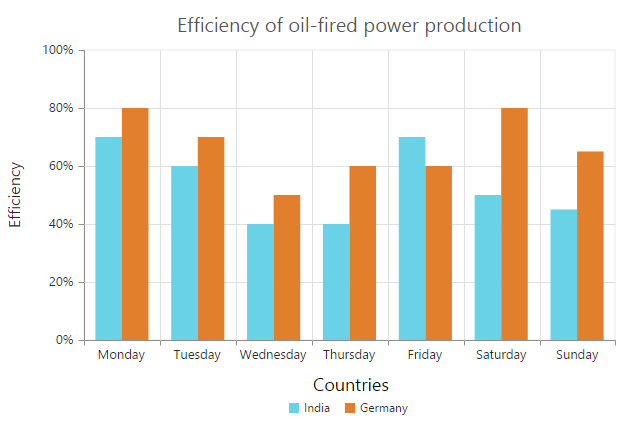 Efficiency of oil-fired power production
100%
80%
60%
40%
20%
0%
Efficiency
Monday Tuesday Wednesday Thursday Friday Saturday Sunday
Countries
India Germany